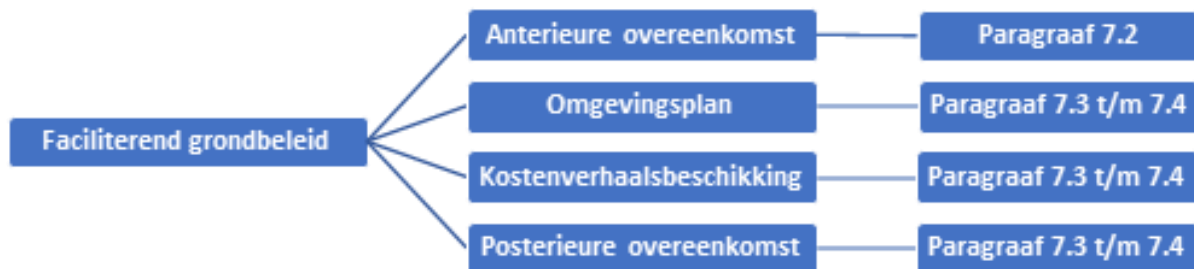 Anterieure overeenkomst
Paragraaf 7.2
Omgevingsplan
Paragraaf 7.3 t/m 7.4
Faciliterend grondbeleid
Kostenverhaalsbeschikking
Paragraaf 7.3 t/m 7.4
Posterieure overeenkomst
Paragraaf 7.3 t/m 7.4